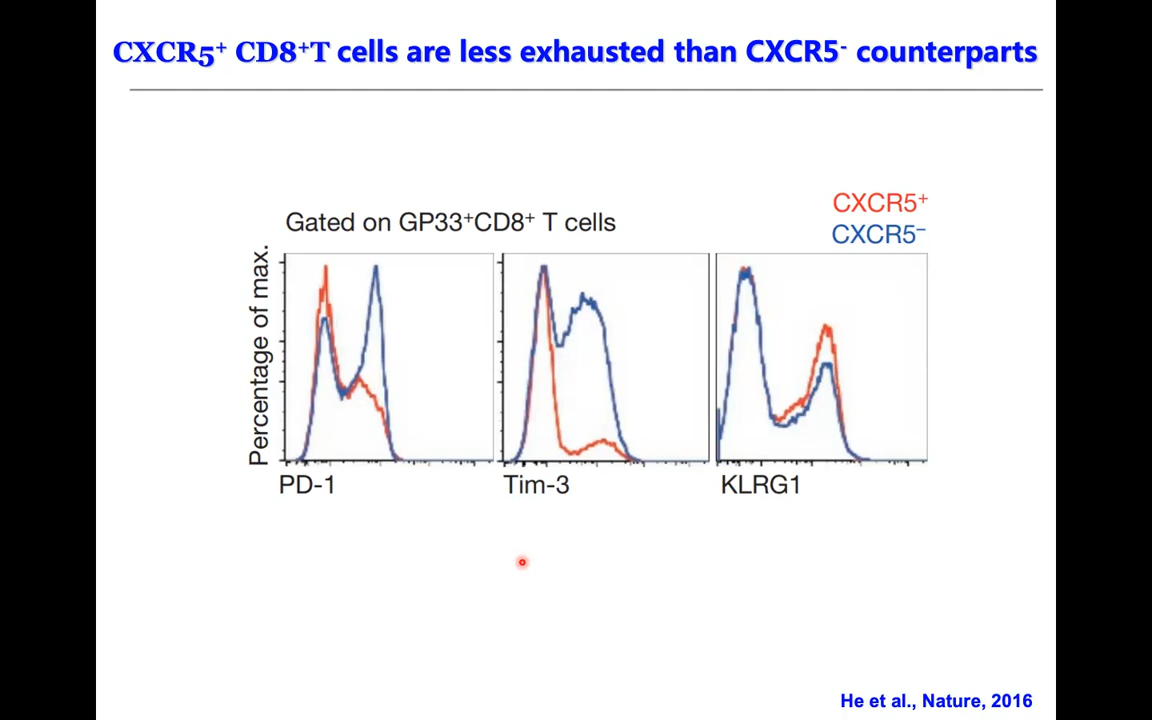 CXCR5⁺ CD8⁺T cells are less exhausted than CXCR5⁻ counterparts
CXCR5⁺
Gated on GP33⁺CD8⁺ T cells
CXCR5⁻
Percentage of max.
PD-1
Tim-3
KLRG1
He et al., Nature, 2016